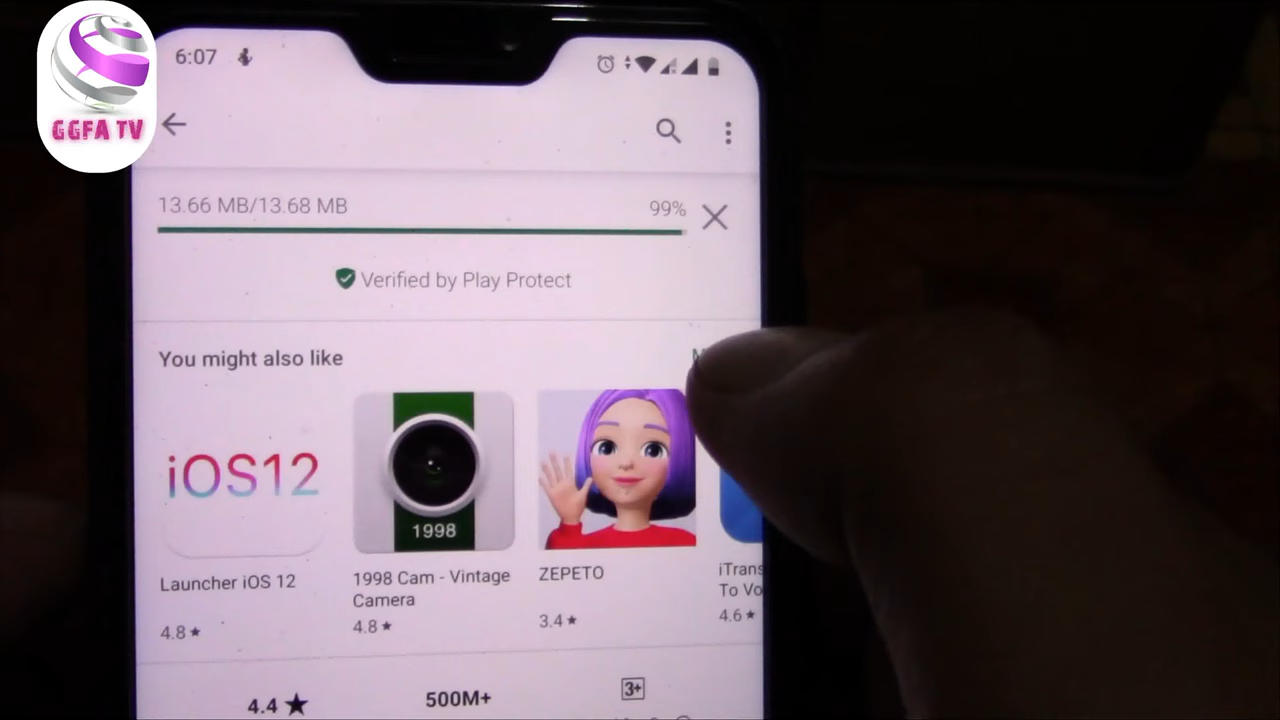 GGFA TV
6:07
13.66 MB/13.68 MB
99%
Verified by Play Protect
You might also like
iOS12
1998
Launcher iOS 12
1998 Cam - Vintage
Camera
ZEPETO
iTrans
To Vo
4.8 ★
4.8 ★
3.4 ★
4.6 ★
4.4 ★
500M+
3+